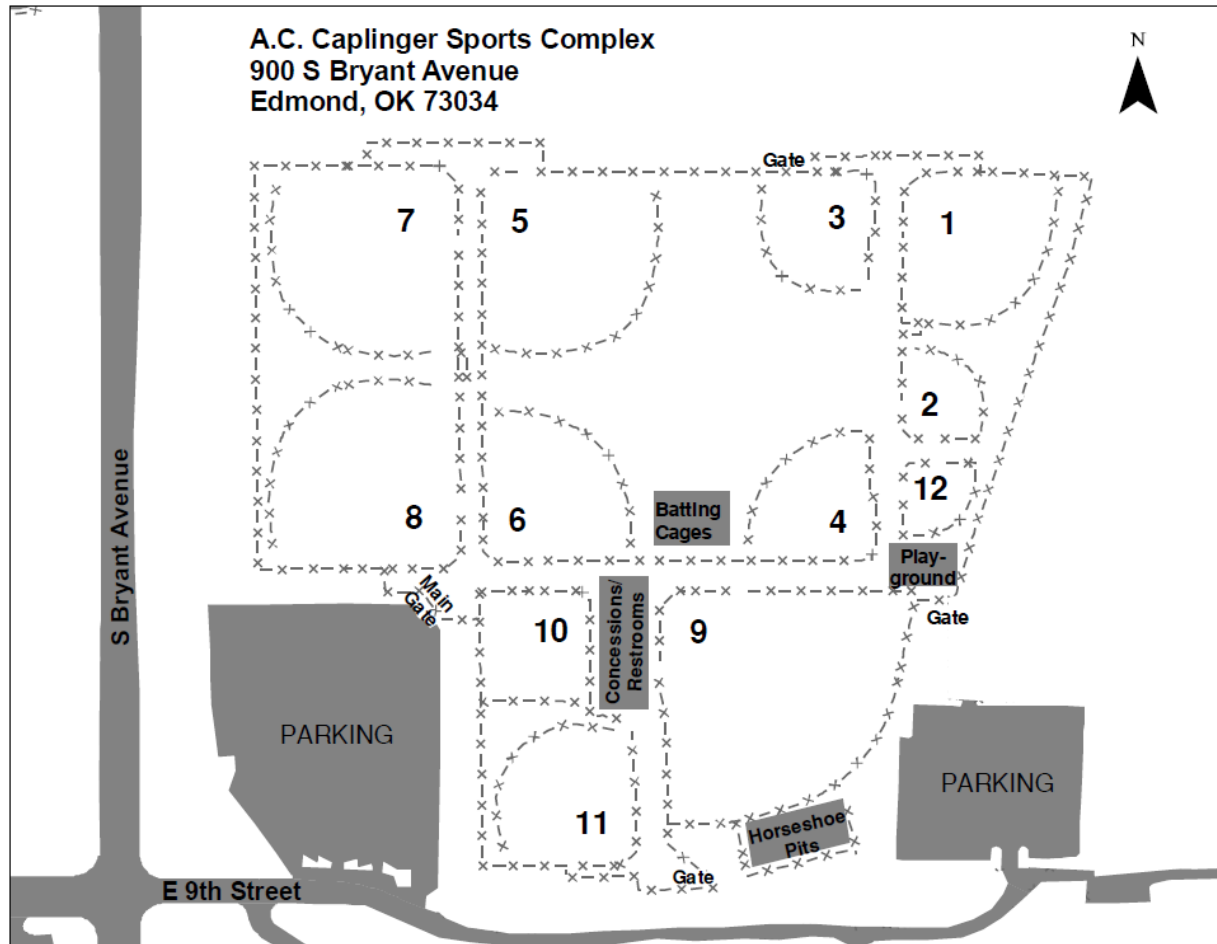 A.C. Caplinger Sports Complex
900 S Bryant Avenue
Edmond, OK 73034
N
Gate
7
5
3
1
2
12
8
6
Batting
Cages
4
Play-
ground
S Bryant Avenue
Main
Gate
10
Concessions/
Restrooms
9
Gate
PARKING
PARKING
11
Horseshoe
Pits
Gate
E 9th Street